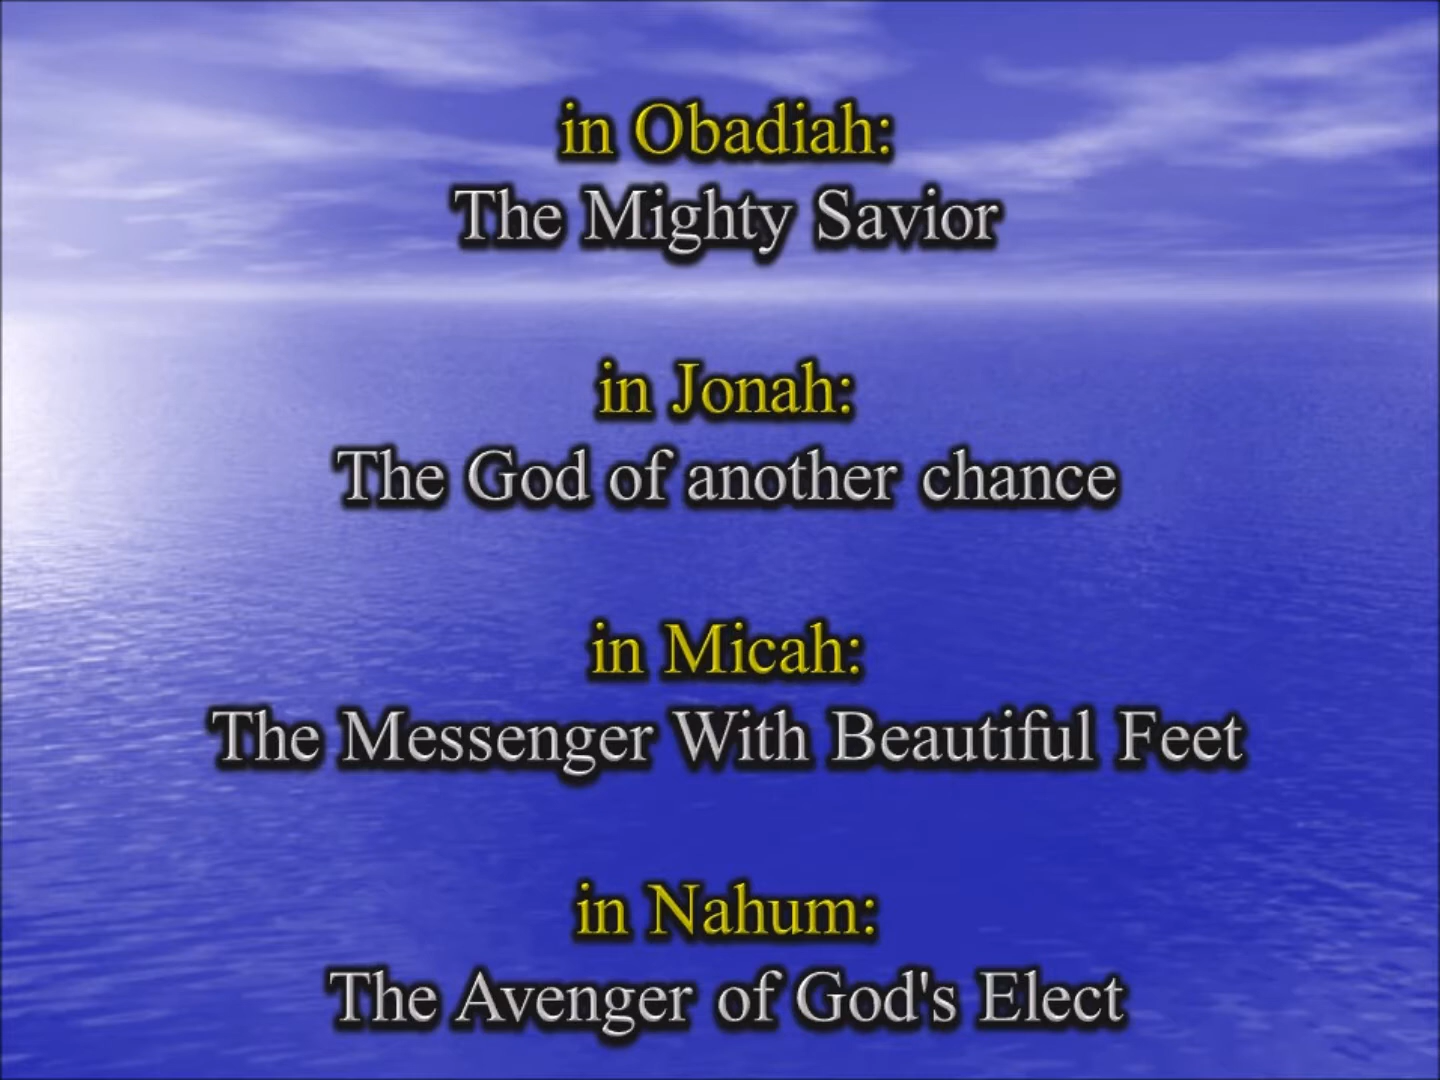 in Obadiah:
The Mighty Savior
in Jonah:
The God of another chance
in Micah:
The Messenger With Beautiful Feet
in Nahum:
The Avenger of God's Elect